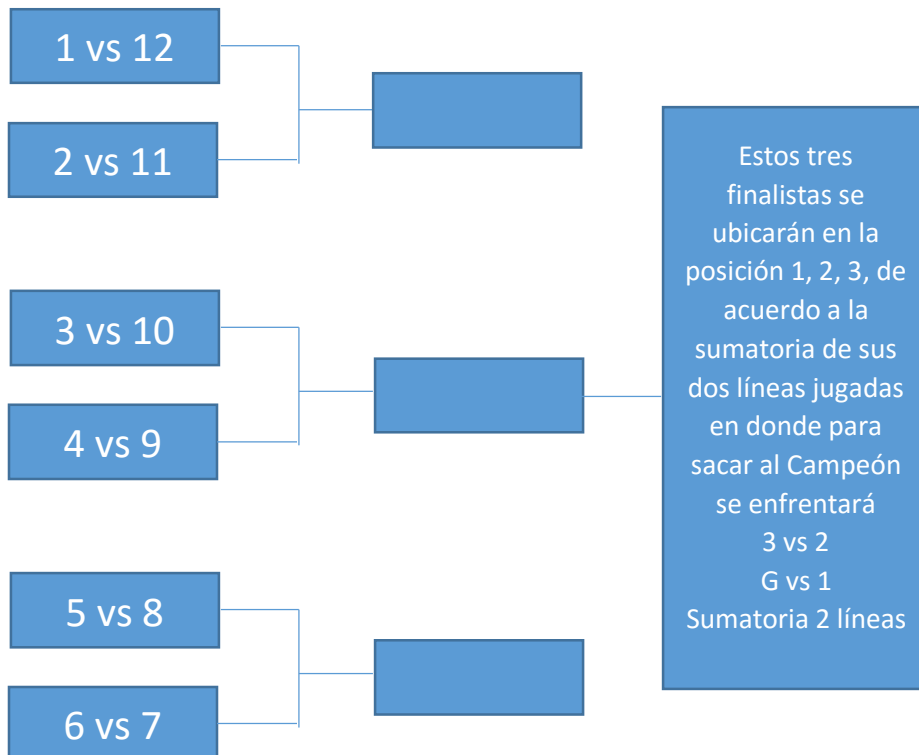 1 vs 12
2 vs 11
3 vs 10
4 vs 9
5 vs 8
6 vs 7
Estos tres
finalistas se
ubicarán en la
posición 1, 2, 3, de
acuerdo a la
sumatoria de sus
dos líneas jugadas
en donde para
sacar al Campeón
se enfrentará
3 vs 2
G vs 1
Sumatoria 2 líneas